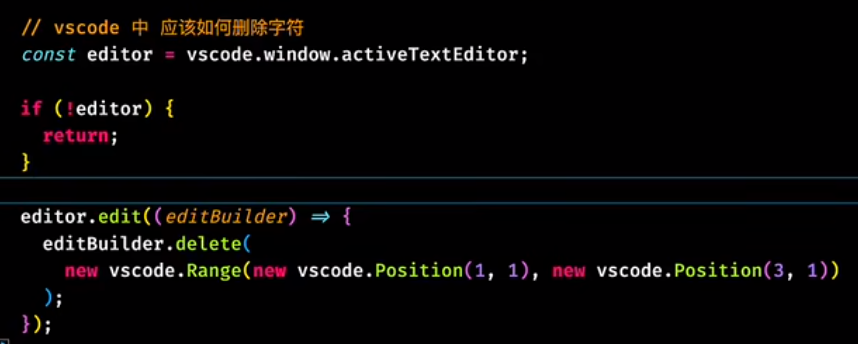 // vscode 中 应该如何删除字符
const editor = vscode.window.activeTextEditor;
if (!editor) {
return;
}
editor.edit((editBuilder) => {
editBuilder.delete(
new vscode.Range(new vscode.Position(1, 1), new vscode.Position(3, 1))
);
});